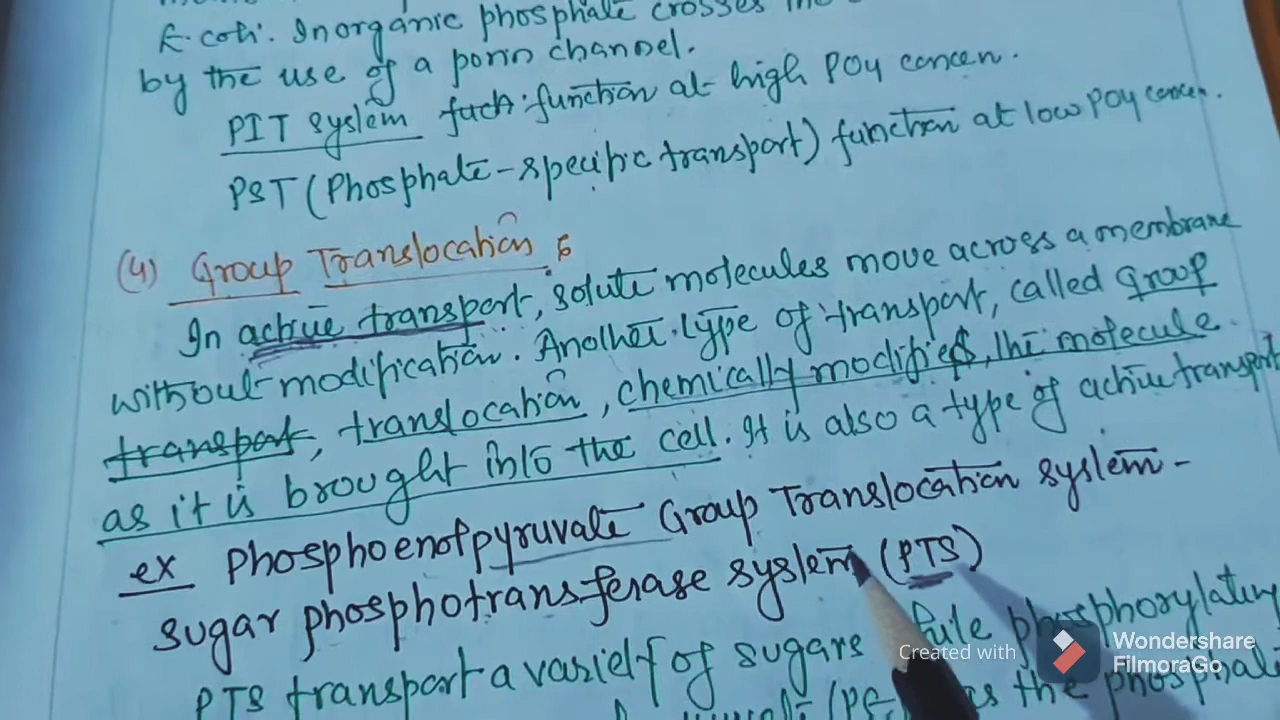 E. coli. Inorganic phosphate crosses the
by the use of a porin channel.
PIT system function at high PO4 concen.
PST (Phosphate-specific transport) function at low PO4 concen.
(4) Group Translocation
In active transport, solute molecules move across a membrane
without modification. Another type of transport, called group
transport, translocation, chemically modifies, the molecule
as it is brought into the cell. It is also a type of active transport
ex Phosphoenolpyruvate Group Translocation system -
sugar phosphotransferase system (PTS)
PTS transport a variety of sugars phosphorylating
(PE as the phosphate
Created with
Wondershare
FilmoraGo